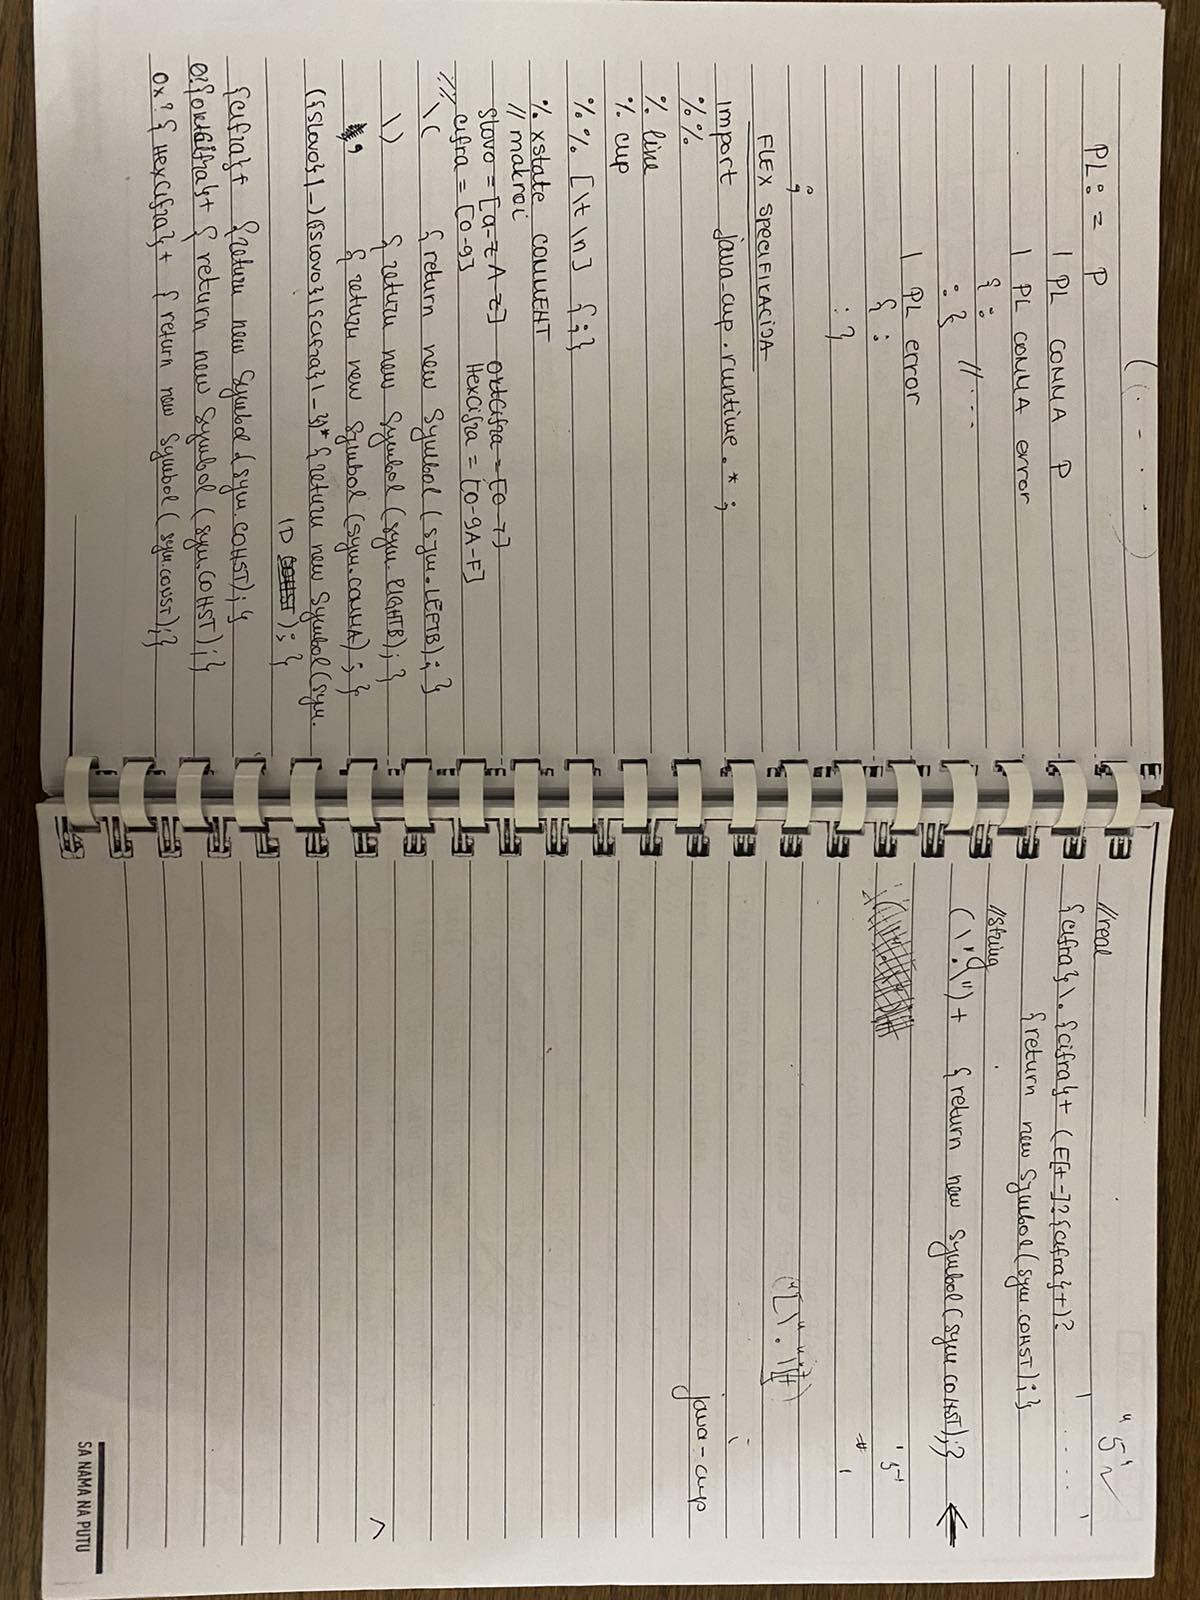 PL : = P
| PL COMMA P
| PL COMMA error
{: //....
:}
| PL error
{:
:}
;
FLEX SPECIFIKACIJA
import java_cup.runtime.*;
%%
% line
% cup
%% [\t \n] {;}
% xstate COMMENT
// makroi
slovo = [a-z A-Z] oktCifra = [0-7]
cifra = [0-9] HexCifra = [0-9A-F]
\( { return new Symbol (sym.LEFTB); }
\) { return new Symbol (sym.RIGHTB); }
, { return new Symbol (sym.COMMA); }
({slovo}|_)({slovo}|{cifra}|_)* {return new Symbol(sym.
ID ); }
{cifra}+ {return new Symbol (sym.CONST); }
0?{oktCifra}+ { return new Symbol (sym.CONST); }
0x?{HexCifra}+ { return new Symbol (sym.CONST);}
//real
{cifra}\.{cifra}+ (E[+-]?{cifra}+)?
{return new Symbol(sym.CONST);}
//string
(\".\")+ {return new Symbol(sym CONST);}
"5"
'5'
java-cup
SA NAMA NA PUTU